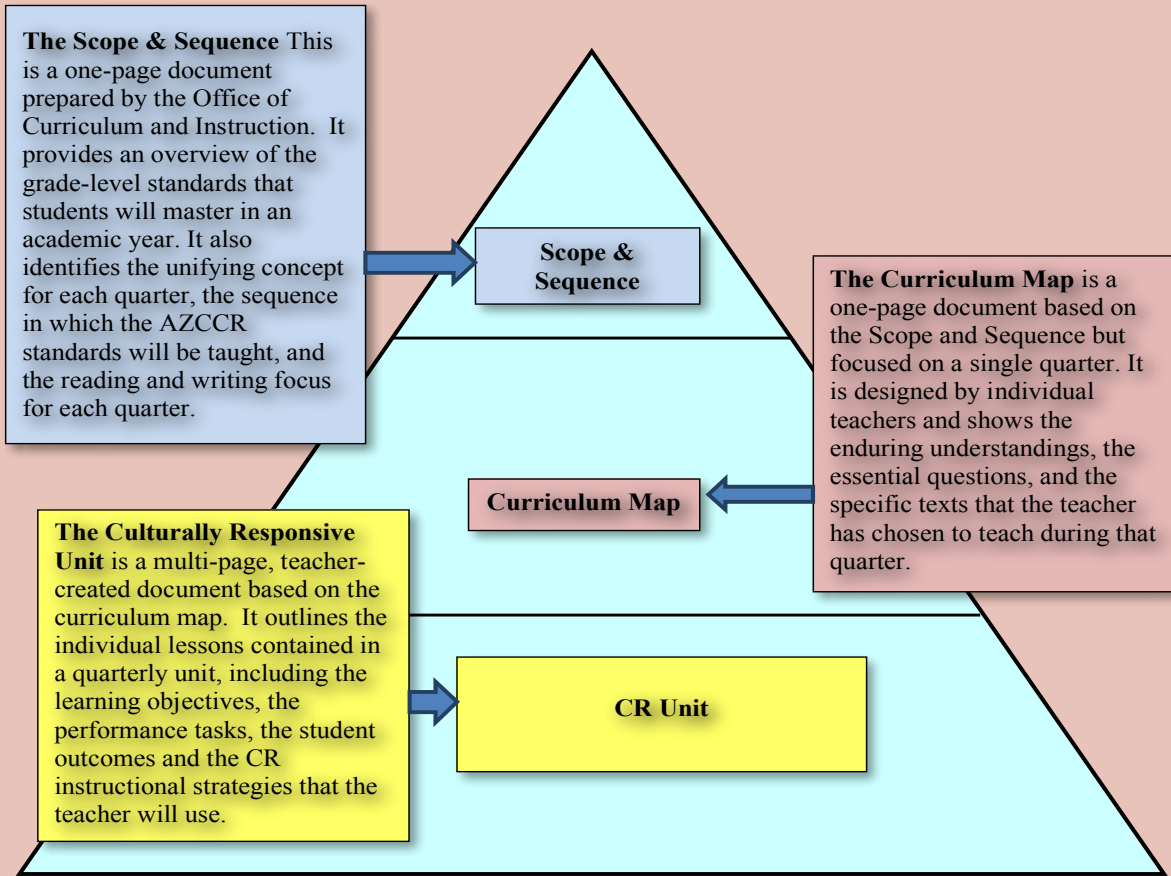 The Scope & Sequence This
is a one-page document
prepared by the Office of
Curriculum and Instruction.  It
provides an overview of the
grade-level standards that
students will master in an
academic year. It also
identifies the unifying concept
for each quarter, the sequence
in which the AZCCR
standards will be taught, and
the reading and writing focus
for each quarter.
Scope &
Sequence
The Curriculum Map is a
one-page document based on
the Scope and Sequence but
focused on a single quarter. It
is designed by individual
teachers and shows the
enduring understandings, the
essential questions, and the
specific texts that the teacher
has chosen to teach during that
quarter.
Curriculum Map
The Culturally Responsive
Unit is a multi-page, teacher-
created document based on the
curriculum map.  It outlines the
individual lessons contained in
a quarterly unit, including the
learning objectives, the
performance tasks, the student
outcomes and the CR
instructional strategies that the
teacher will use.
CR Unit